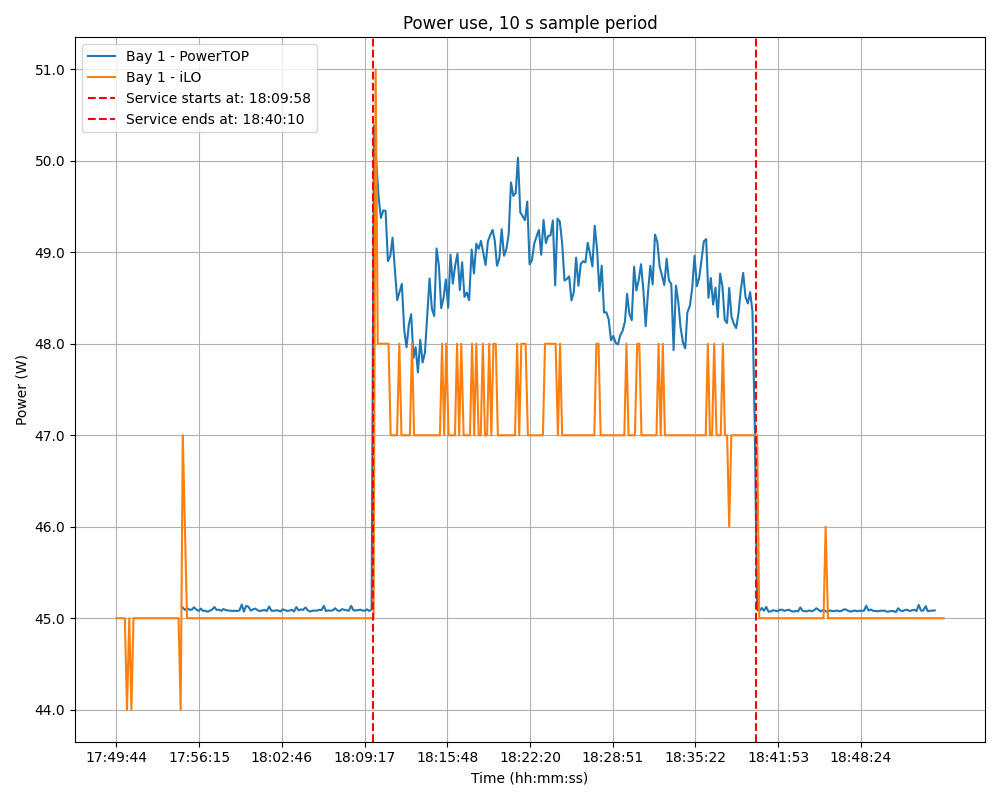 Power use, 10 s sample period
Bay 1 - PowerTOP
Bay 1 - iLO
Service starts at: 18:09:58
Service ends at: 18:40:10
Power (W)
51.0
50.0
49.0
48.0
47.0
46.0
45.0
44.0
17:49:44 17:56:15 18:02:46 18:09:17 18:15:48 18:22:20 18:28:51 18:35:22 18:41:53 18:48:24
Time (hh:mm:ss)